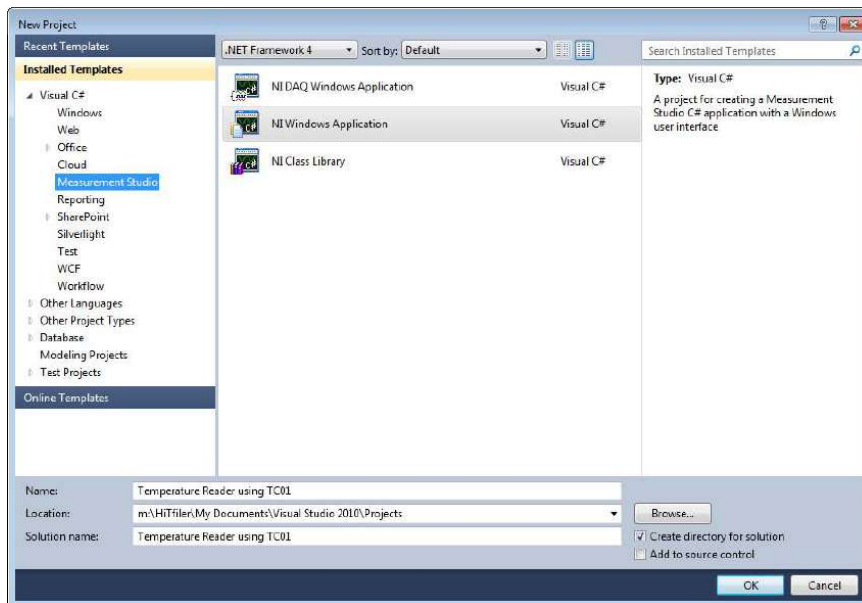 New Project
Recent Templates
Installed Templates
Visual C#
Windows
Web
Office
Cloud
Measurement Studio
Reporting
SharePoint
Silverlight
Test
WCF
Workflow
Other Languages
Other Project Types
Database
Modeling Projects
Test Projects
Online Templates
.NET Framework 4
Sort by: Default
NI DAQ Windows Application Visual C#
NI Windows Application Visual C#
NI Class Library Visual C#
Search Installed Templates
Type: Visual C#
A project for creating a Measurement
Studio C# application with a Windows
user interface
Name: Temperature Reader using TC01
Location: m:\HiTfiler\My Documents\Visual Studio 2010\Projects
Browse...
Solution name: Temperature Reader using TC01
Create directory for solution
Add to source control
OK Cancel